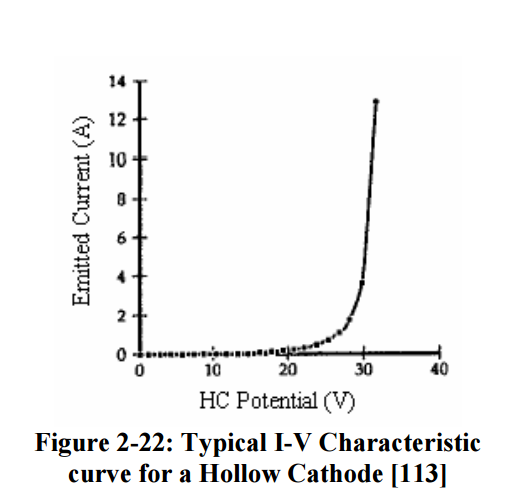 14
12
10
8
6
4
2
0
Emitted Current (A)
0 10 20 30 40
HC Potential (V)
Figure 2-22: Typical I-V Characteristic
curve for a Hollow Cathode [113]